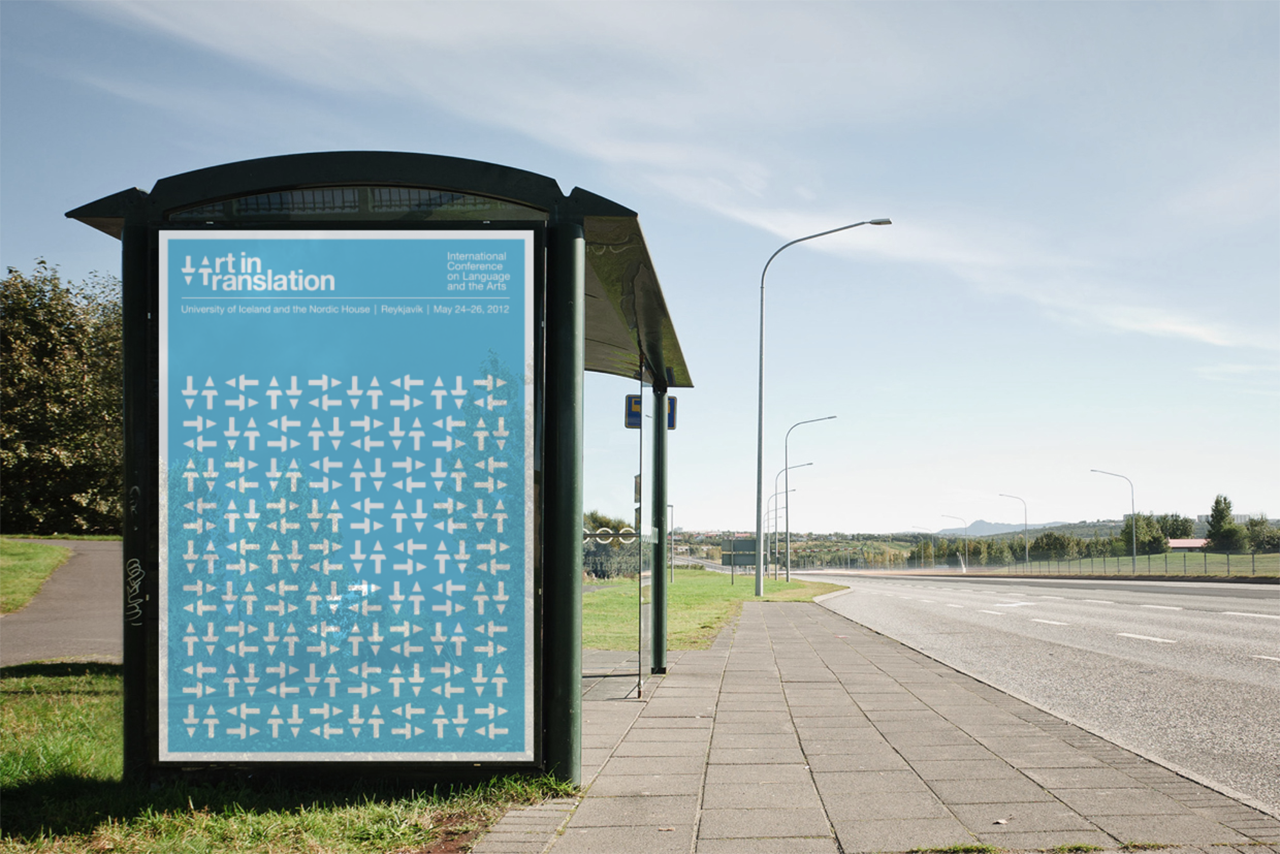 Art in
Translation
International
Conference
on Language
and the Arts
University of Iceland and the Nordic House | Reykjavik | May 24–26, 2012